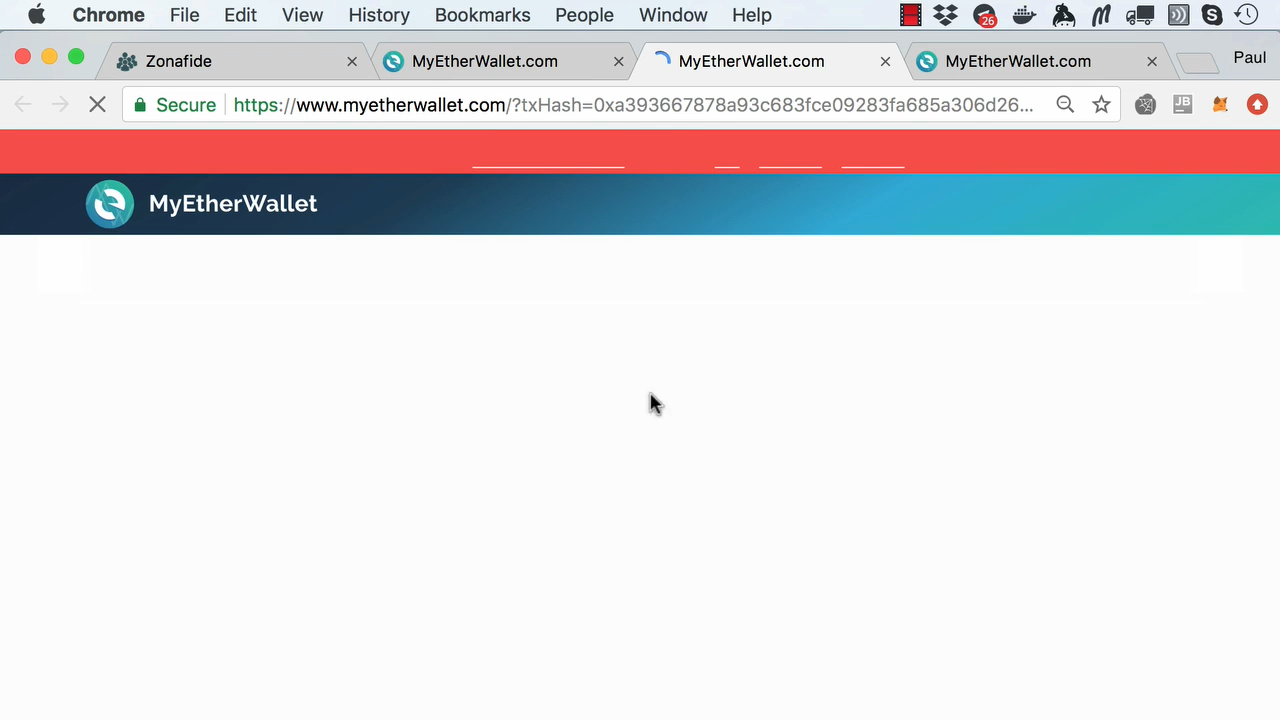 Chrome File Edit View History Bookmarks People Window Help 26
Zonafide MyEtherWallet.com MyEtherWallet.com MyEtherWallet.com Paul
Secure https://www.myetherwallet.com/?txHash=0xa393667878a93c683fce09283fa685a306d26... JB
MyEtherWallet